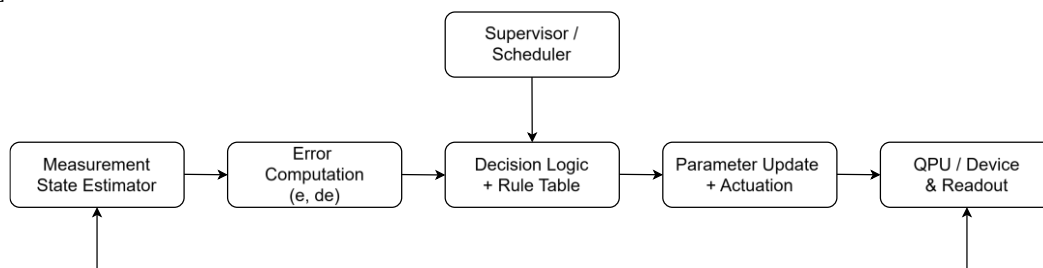 Supervisor /
Scheduler
Measurement
State Estimator
Error
Computation
(e, de)
Decision Logic
+ Rule Table
Parameter Update
+ Actuation
QPU / Device
& Readout